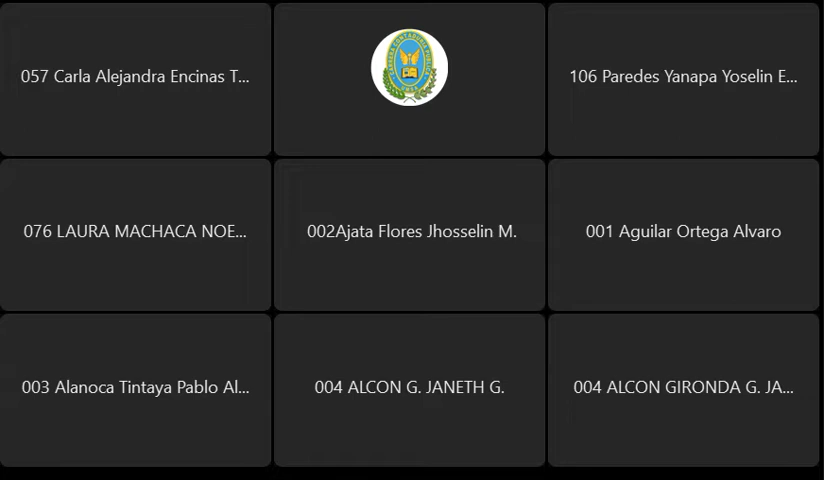 057 Carla Alejandra Encinas T...
106 Paredes Yanapa Yoselin E...
076 LAURA MACHACA NOE...
002Ajata Flores Jhosselin M.
001 Aguilar Ortega Alvaro
003 Alanoca Tintaya Pablo Al...
004 ALCON G. JANETH G.
004 ALCON GIRONDA G. JA...